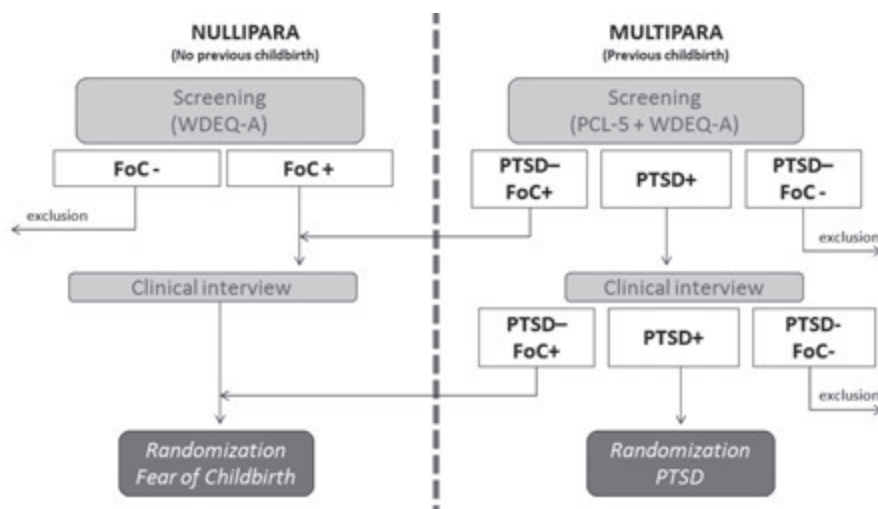 NULLIPARA
(No previous childbirth)
Screening
(WDEQ-A)
FoC -
FoC +
exclusion
Clinical interview
Randomization
Fear of Childbirth
MULTIPARA
(Previous childbirth)
Screening
(PCL-5 + WDEQ-A)
PTSD–
FoC+
PTSD+
PTSD–
FoC -
exclusion
Clinical interview
PTSD–
FoC+
PTSD+
PTSD-
FoC-
exclusion
Randomization
PTSD